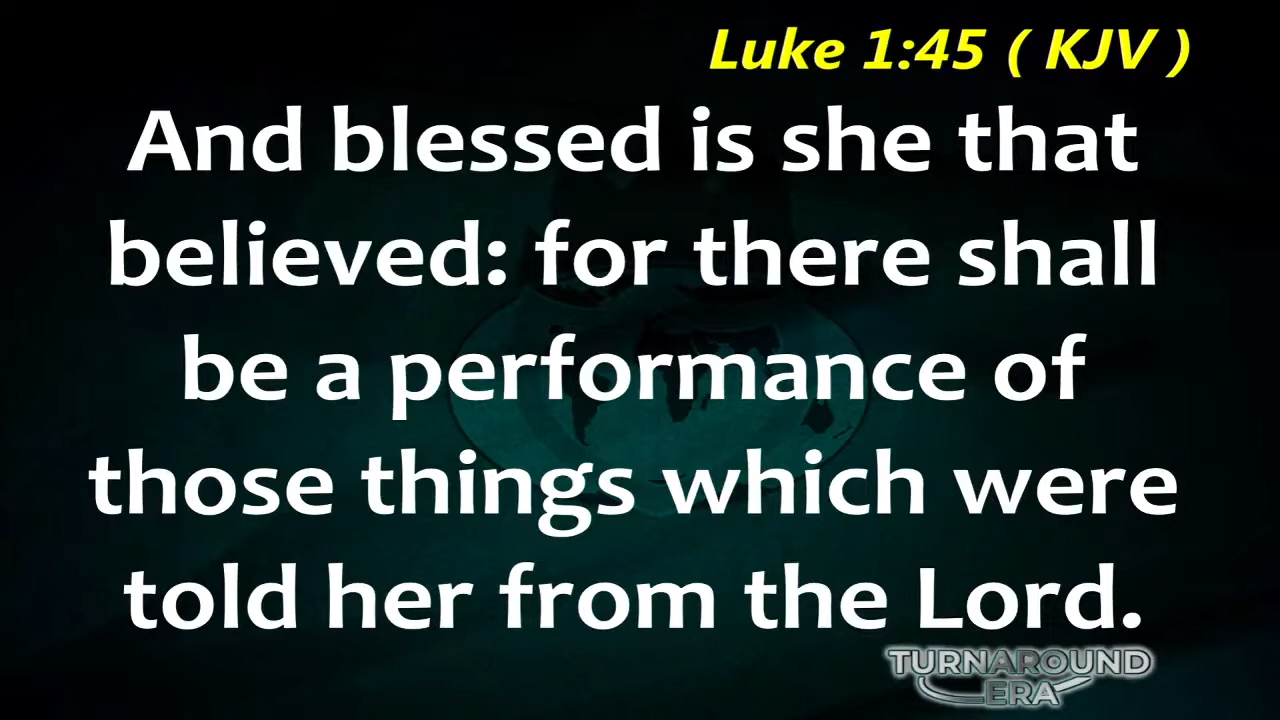 Luke 1:45 ( KJV )
And blessed is she that
believed: for there shall
be a performance of
those things which were
told her from the Lord.
TURNAROUND
ERA